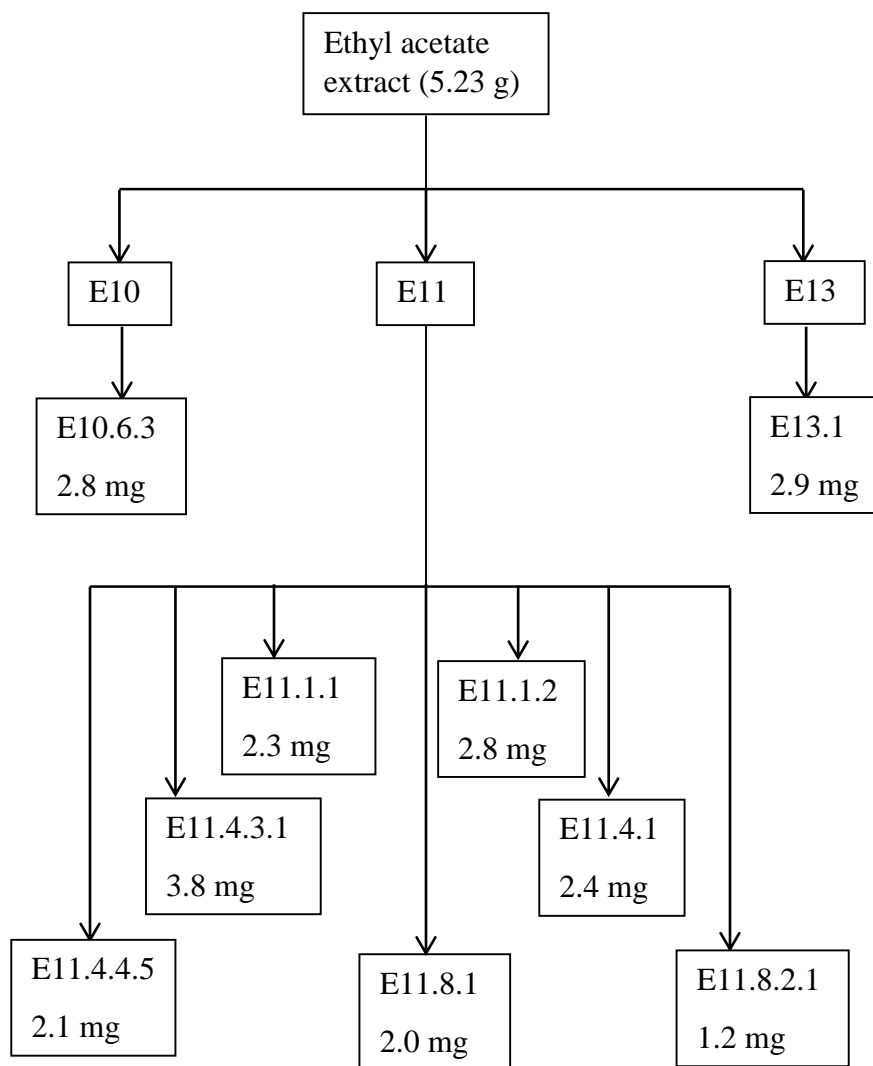 Ethyl acetate
extract (5.23 g)
E10
E11
E13
E10.6.3
2.8 mg
E13.1
2.9 mg
E11.1.1
2.3 mg
E11.1.2
2.8 mg
E11.4.3.1
3.8 mg
E11.4.1
2.4 mg
E11.4.4.5
2.1 mg
E11.8.1
2.0 mg
E11.8.2.1
1.2 mg